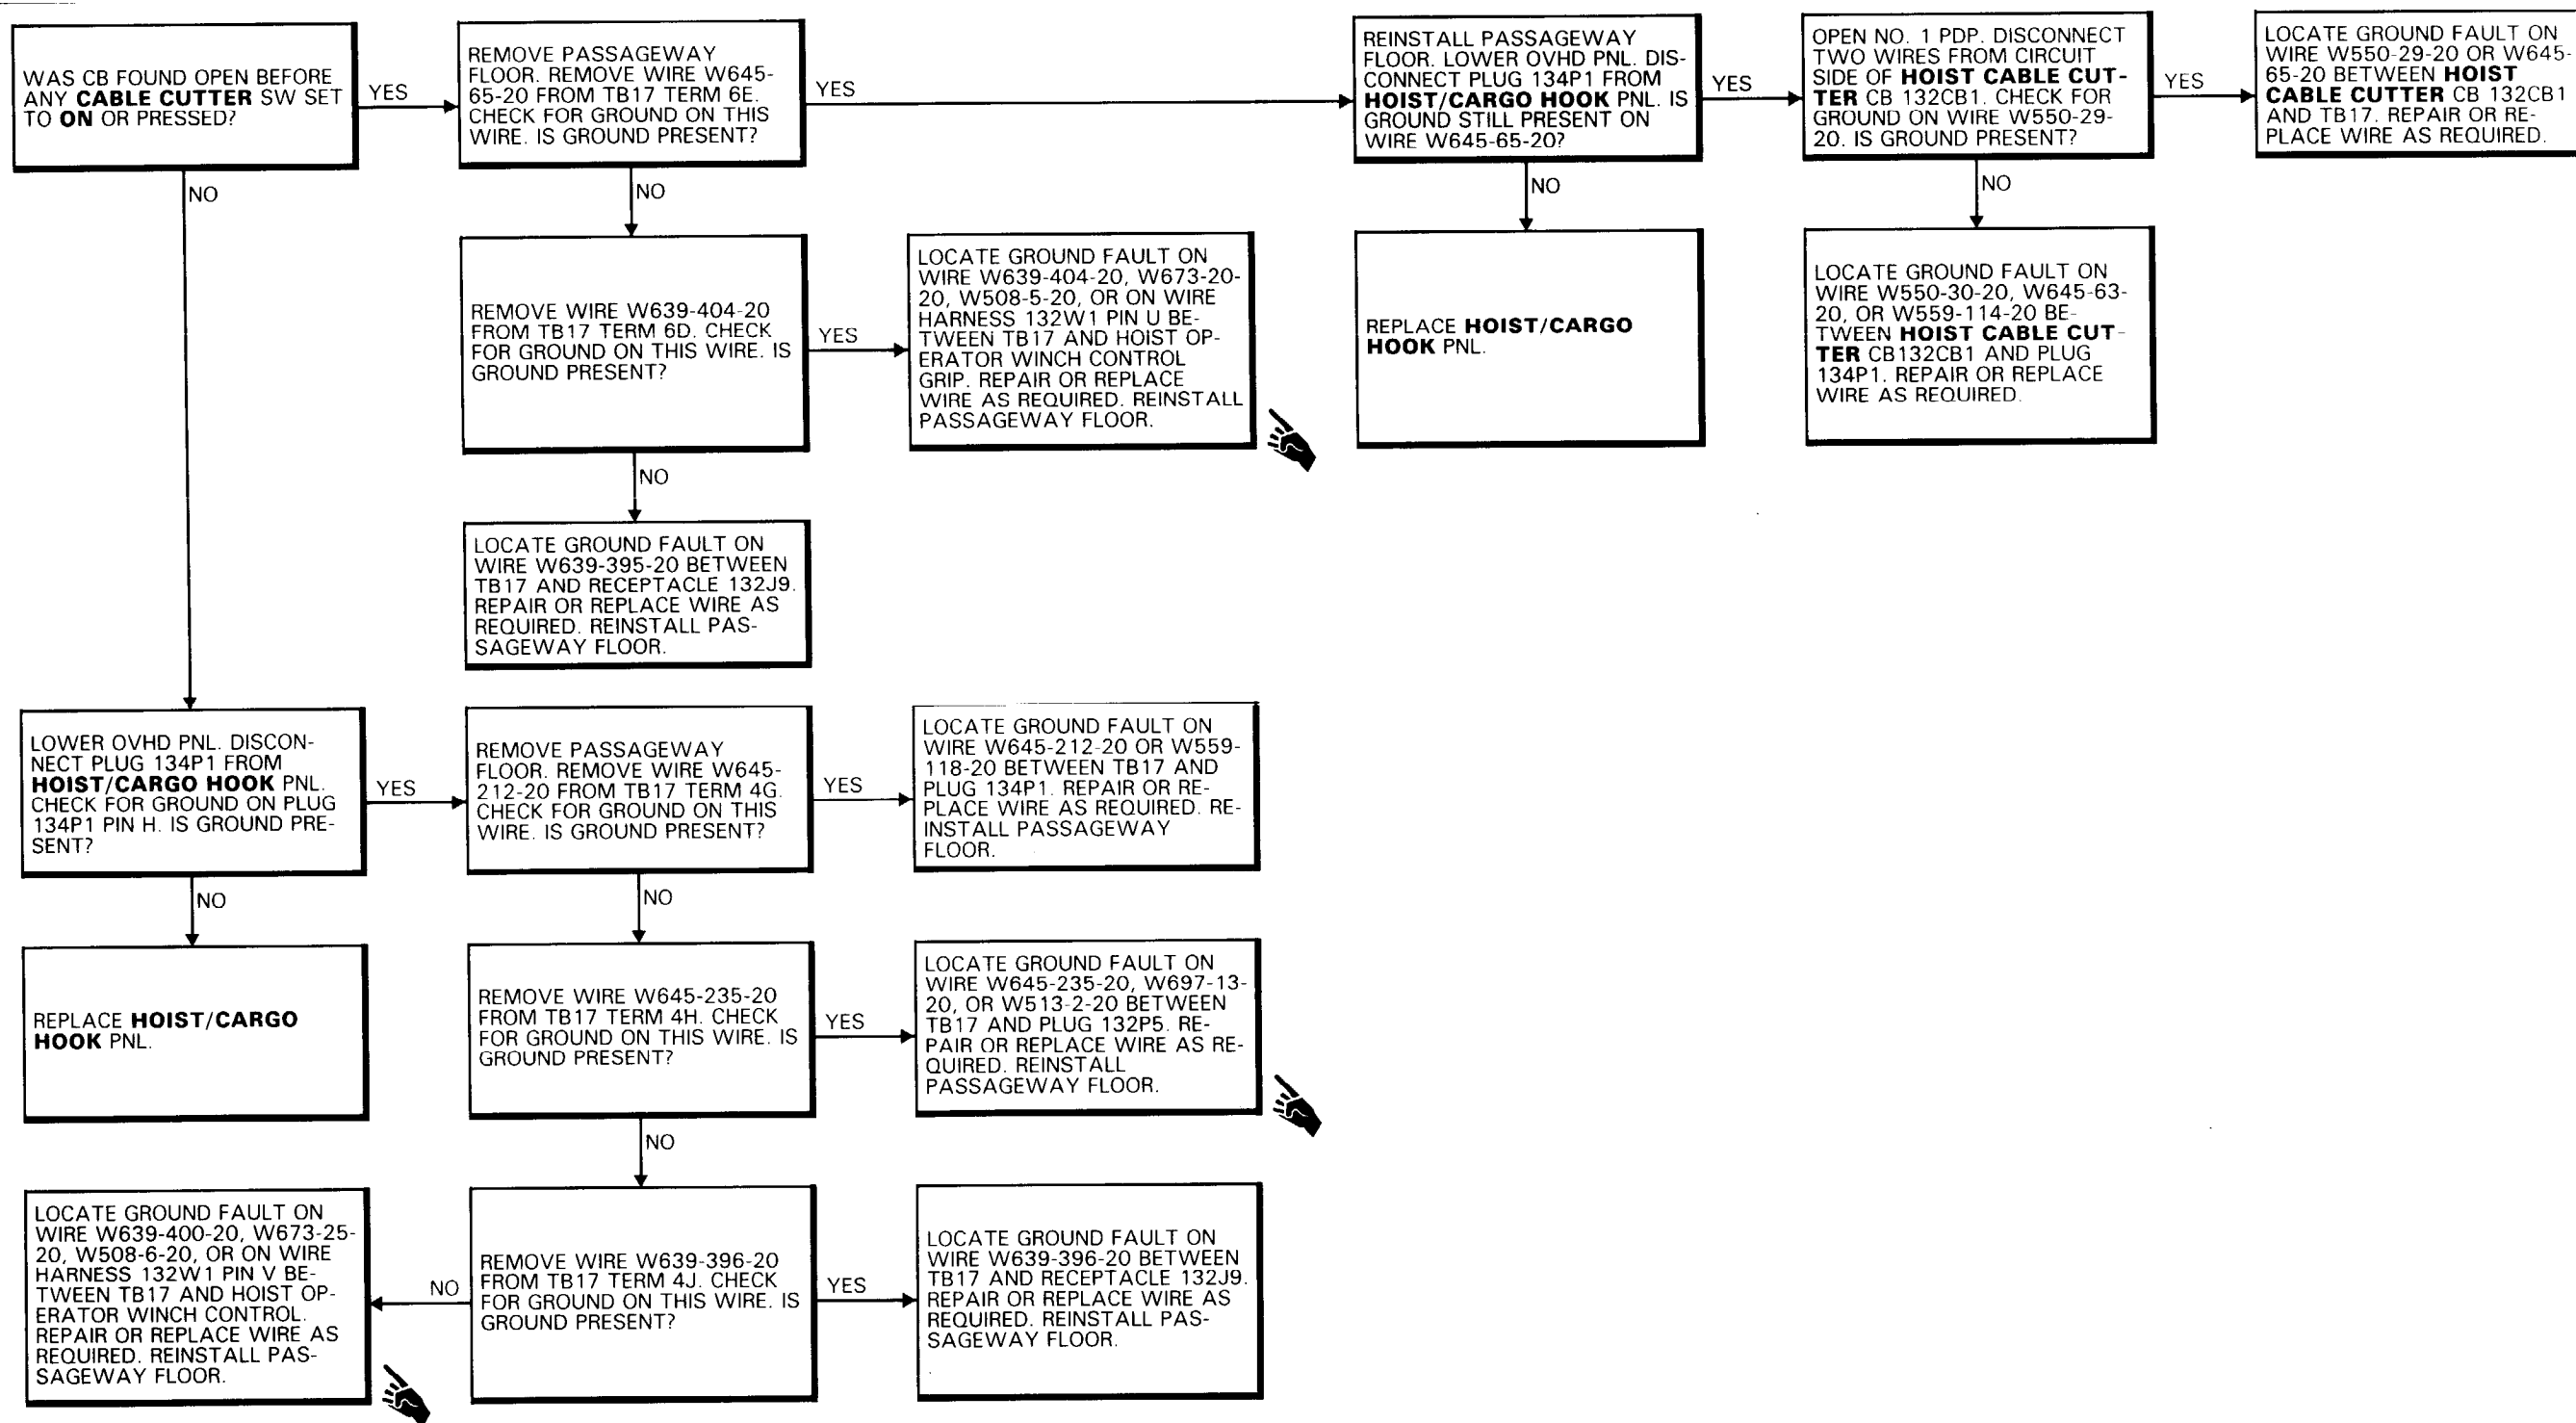 WAS CB FOUND OPEN BEFORE
ANY CABLE CUTTER SW SET
TO ON OR PRESSED?
YES
NO
REMOVE PASSAGEWAY
FLOOR. REMOVE WIRE W645-
65-20 FROM TB17 TERM 6E.
CHECK FOR GROUND ON THIS
WIRE. IS GROUND PRESENT?
YES
NO
REINSTALL PASSAGEWAY
FLOOR. LOWER OVHD PNL. DIS-
CONNECT PLUG 134P1 FROM
HOIST/CARGO HOOK PNL. IS
GROUND STILL PRESENT ON
WIRE W645-65-20?
YES
NO
OPEN NO. 1 PDP. DISCONNECT
TWO WIRES FROM CIRCUIT
SIDE OF HOIST CABLE CUT-
TER CB 132CB1. CHECK FOR
GROUND ON WIRE W550-29-
20. IS GROUND PRESENT?
YES
NO
LOCATE GROUND FAULT ON
WIRE W550-29-20 OR W645-
65-20 BETWEEN HOIST
CABLE CUTTER CB 132CB1
AND TB17. REPAIR OR RE-
PLACE WIRE AS REQUIRED.
REMOVE WIRE W639-404-20
FROM TB17 TERM 6D. CHECK
FOR GROUND ON THIS WIRE. IS
GROUND PRESENT?
YES
NO
LOCATE GROUND FAULT ON
WIRE W639-404-20, W673-20-
20, W508-5-20, OR ON WIRE
HARNESS 132W1 PIN U BE-
TWEEN TB17 AND HOIST OP-
ERATOR WINCH CONTROL
GRIP. REPAIR OR REPLACE
WIRE AS REQUIRED. REINSTALL
PASSAGEWAY FLOOR.
REPLACE HOIST/CARGO
HOOK PNL.
LOCATE GROUND FAULT ON
WIRE W550-30-20, W645-63-
20, OR W559-114-20 BE-
TWEEN HOIST CABLE CUT-
TER CB132CB1 AND PLUG
134P1. REPAIR OR REPLACE
WIRE AS REQUIRED.
LOCATE GROUND FAULT ON
WIRE W639-395-20 BETWEEN
TB17 AND RECEPTACLE 132J9.
REPAIR OR REPLACE WIRE AS
REQUIRED. REINSTALL PAS-
SAGEWAY FLOOR.
LOWER OVHD PNL. DISCON-
NECT PLUG 134P1 FROM
HOIST/CARGO HOOK PNL.
CHECK FOR GROUND ON PLUG
134P1 PIN H. IS GROUND PRE-
SENT?
YES
NO
REMOVE PASSAGEWAY
FLOOR. REMOVE WIRE W645-
212-20 FROM TB17 TERM 4G.
CHECK FOR GROUND ON THIS
WIRE. IS GROUND PRESENT?
YES
NO
LOCATE GROUND FAULT ON
WIRE W645-212-20 OR W559-
118-20 BETWEEN TB17 AND
PLUG 134P1. REPAIR OR RE-
PLACE WIRE AS REQUIRED. RE-
INSTALL PASSAGEWAY
FLOOR.
REPLACE HOIST/CARGO
HOOK PNL.
REMOVE WIRE W645-235-20
FROM TB17 TERM 4H. CHECK
FOR GROUND ON THIS WIRE. IS
GROUND PRESENT?
YES
NO
LOCATE GROUND FAULT ON
WIRE W645-235-20, W697-13-
20, OR W513-2-20 BETWEEN
TB17 AND PLUG 132P5. RE-
PAIR OR REPLACE WIRE AS RE-
QUIRED. REINSTALL
PASSAGEWAY FLOOR.
LOCATE GROUND FAULT ON
WIRE W639-400-20, W673-25-
20, W508-6-20, OR ON WIRE
HARNESS 132W1 PIN V BE-
TWEEN TB17 AND HOIST OP-
ERATOR WINCH CONTROL.
REPAIR OR REPLACE WIRE AS
REQUIRED. REINSTALL PAS-
SAGEWAY FLOOR.
NO
REMOVE WIRE W639-396-20
FROM TB17 TERM 4J. CHECK
FOR GROUND ON THIS WIRE. IS
GROUND PRESENT?
YES
LOCATE GROUND FAULT ON
WIRE W639-396-20 BETWEEN
TB17 AND RECEPTACLE 132J9.
REPAIR OR REPLACE WIRE AS
REQUIRED. REINSTALL PAS-
SAGEWAY FLOOR.